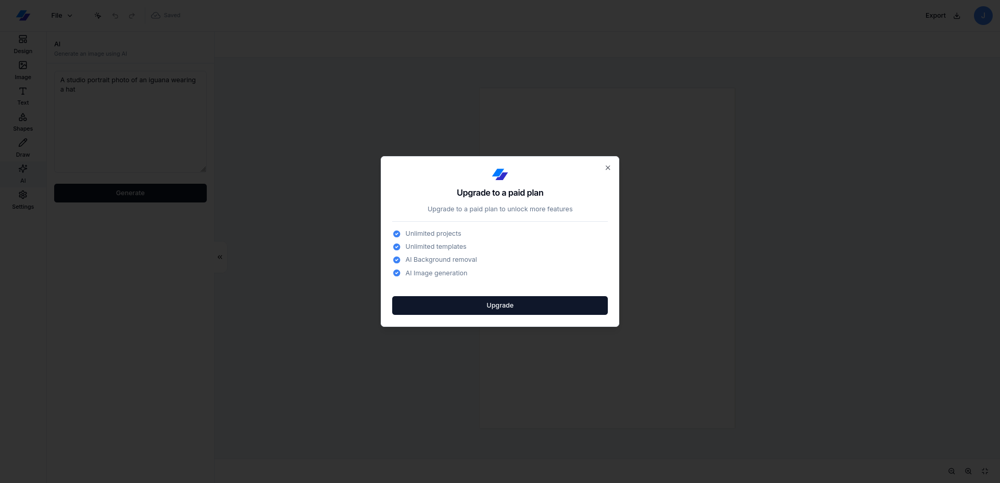 File
Saved
Export
J
Design
Image
Text
Shapes
Draw
AI
Settings
AI
Generate an image using AI
A studio portrait photo of an iguana wearing
a hat
Generate
Upgrade to a paid plan
Upgrade to a paid plan to unlock more features
Unlimited projects
Unlimited templates
AI Background removal
AI Image generation
Upgrade